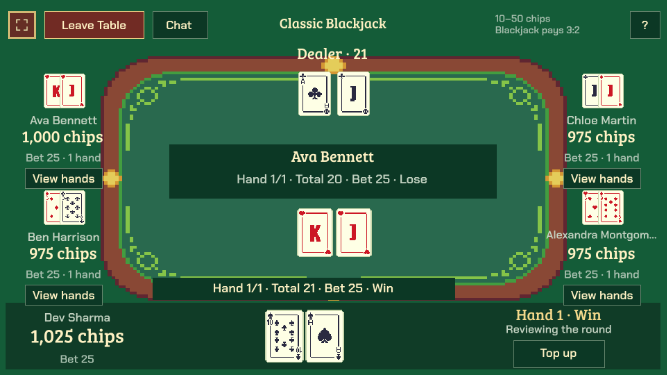 Leave Table
Chat
Classic Blackjack
10–50 chips
Blackjack pays 3:2
?
Dealer · 21
A
J
K J
Ava Bennett
1,000 chips
Bet 25 · 1 hand
View hands
J J
Chloe Martin
975 chips
Bet 25 · 1 hand
View hands
Ava Bennett
Hand 1/1 · Total 20 · Bet 25 · Lose
K
J
Ben Harrison
975 chips
Bet 25 · 1 hand
View hands
Alexandra Montgom...
975 chips
Bet 25 · 1 hand
View hands
Hand 1/1 · Total 21 · Bet 25 · Win
Dev Sharma
1,025 chips
Bet 25
10
A
Hand 1 · Win
Reviewing the round
Top up